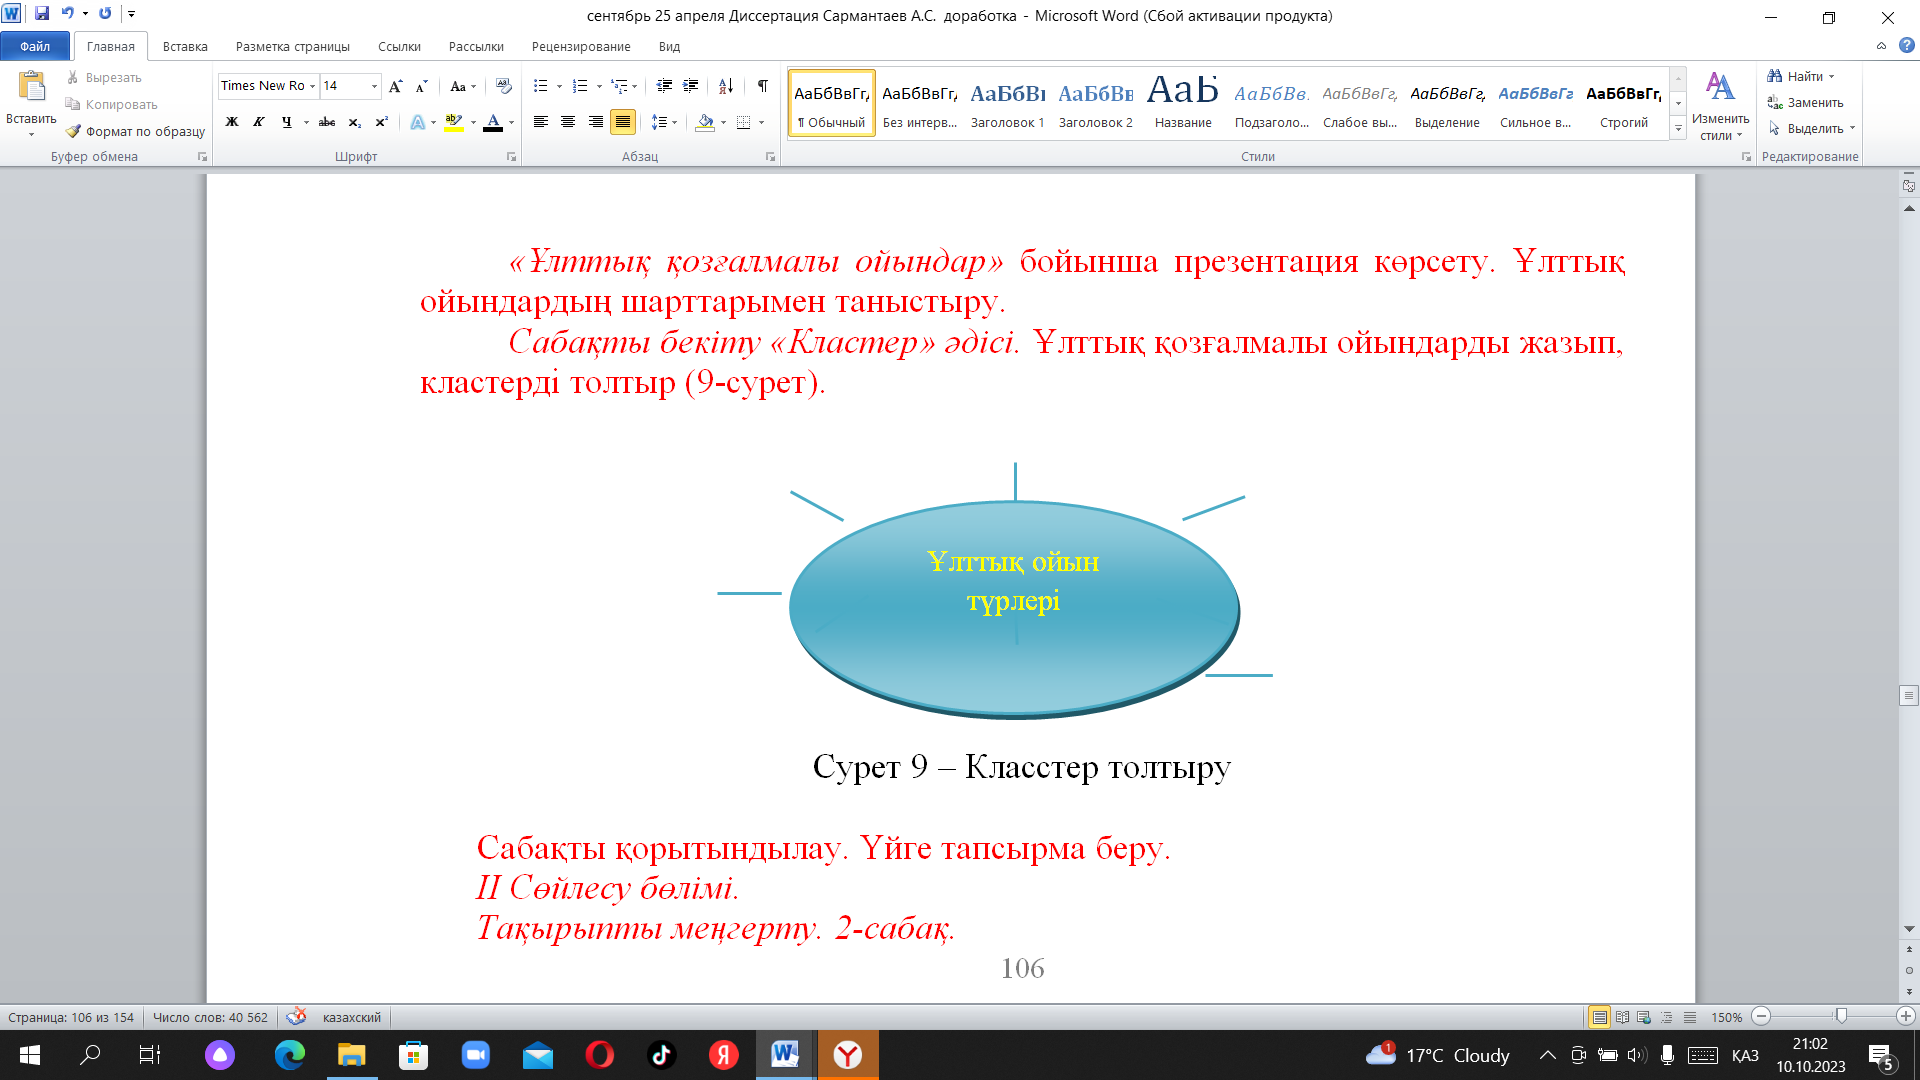 сентябрь 25 апреля Диссертация Сармантаев А.С.  доработка - Microsoft Word (Сбой активации продукта)
Файл Главная Вставка Разметка страницы Ссылки Рассылки Рецензирование Вид
Вставить
Вырезать
Копировать
Формат по образцу
Буфер обмена
Times New Ro 14
Шрифт
Абзац
АаБбВвГг, АаБбВвГг, АаБбВı АаБбВв АаБ АаБбВв. АаБбВвГг, АаБбВвГг, АаБбВвГг АаБбВвГг,
¶ Обычный Без интерв... Заголовок 1 Заголовок 2 Название Подзаголо... Слабое вы... Выделение Сильное в... Строгий
Стили
Изменить
стили
Найти
Заменить
Выделить
Редактирование
«Ұлттық қозғалмалы ойындар» бойынша презентация көрсету. Ұлттық
ойындардың шарттарымен таныстыру.
Сабақты бекіту «Кластер» әдісі. Ұлттық қозғалмалы ойындарды жазып,
кластерді толтыр (9-сурет).
Ұлттық ойын
түрлері
Сурет 9 – Класстер толтыру
Сабақты қорытындылау. Үйге тапсырма беру.
II Сөйлесу бөлімі.
Тақырыпты меңгерту. 2-сабақ.
106
Страница: 106 из 154 Число слов: 40 562 казахский 150%
17°C Cloudy ҚАЗ 21:02
10.10.2023 5